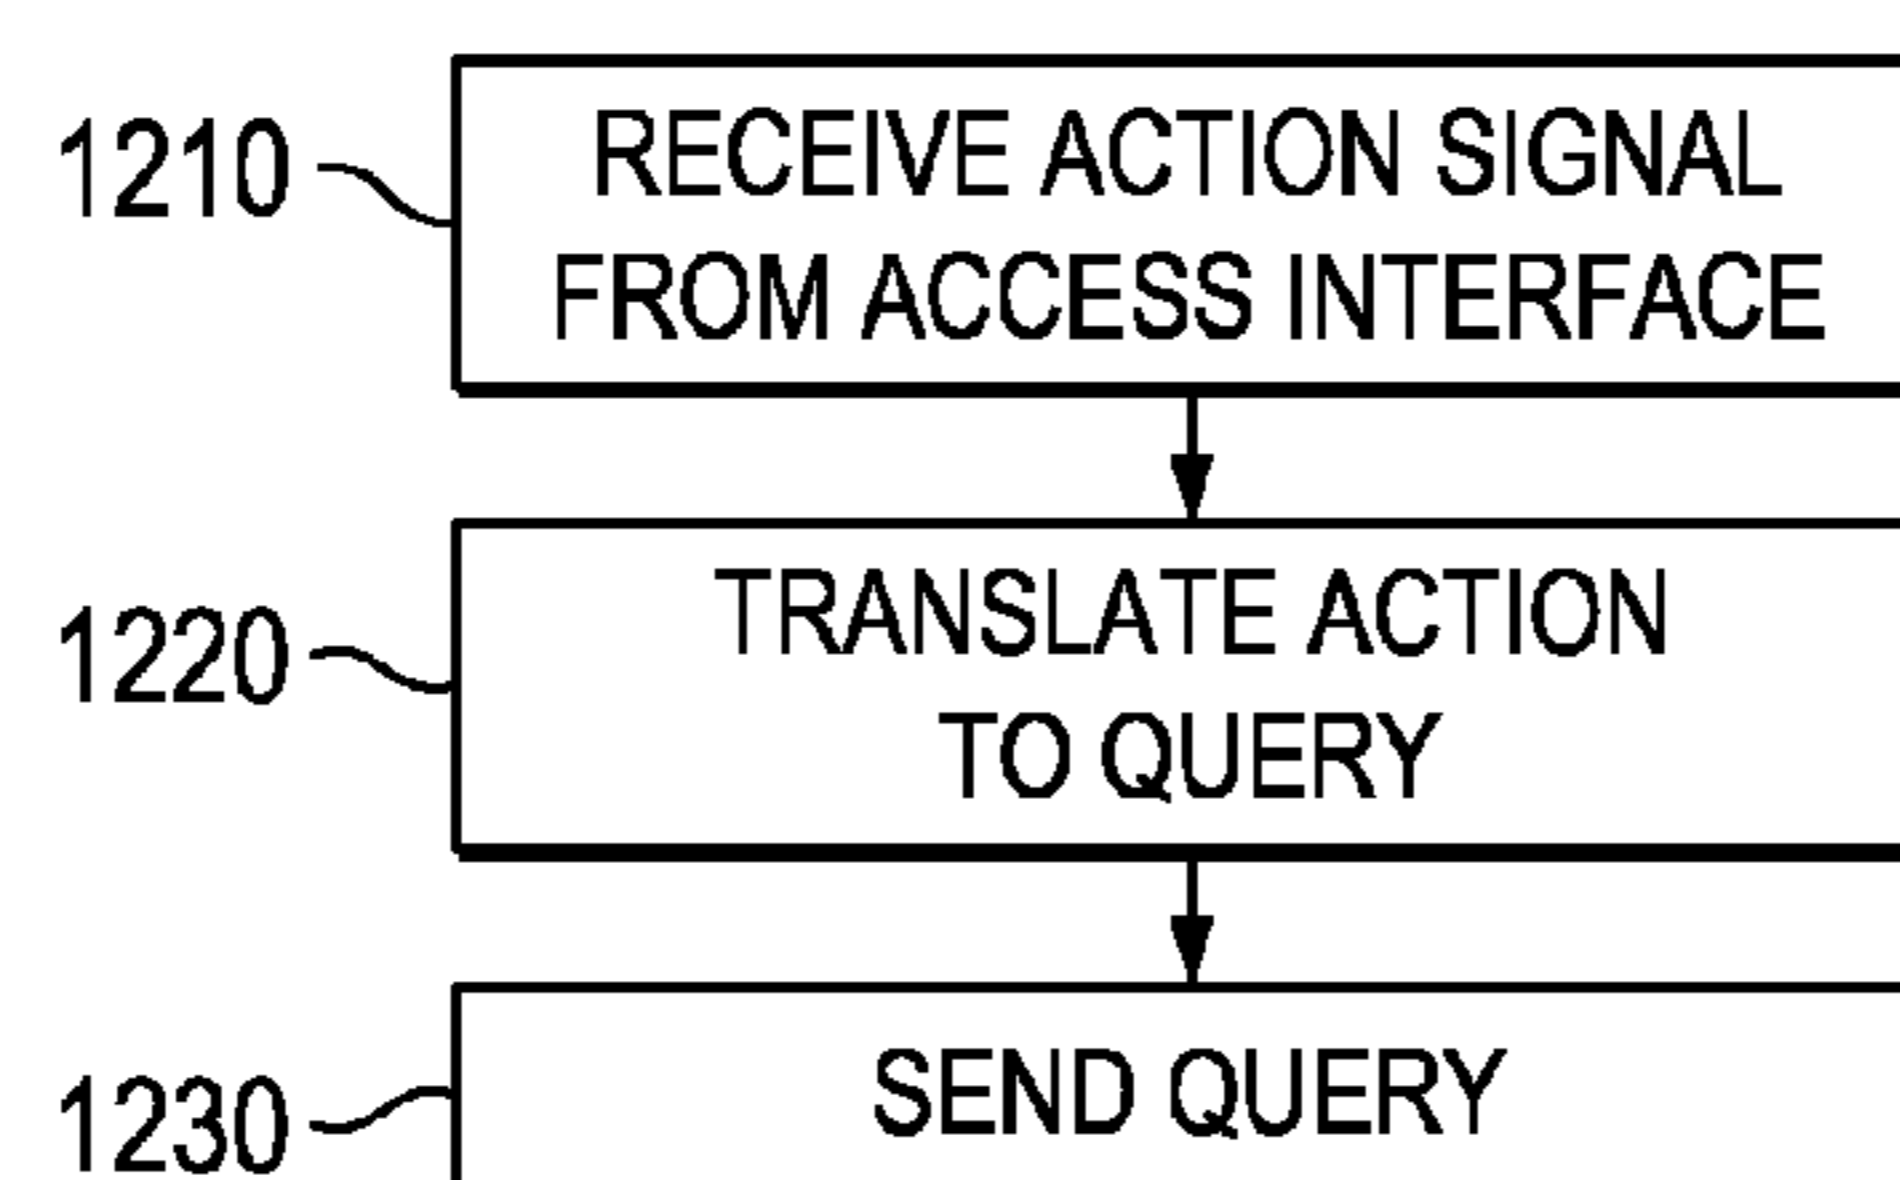 1210
RECEIVE ACTION SIGNAL
FROM ACCESS INTERFACE
1220
TRANSLATE ACTION
TO QUERY
1230
SEND QUERY